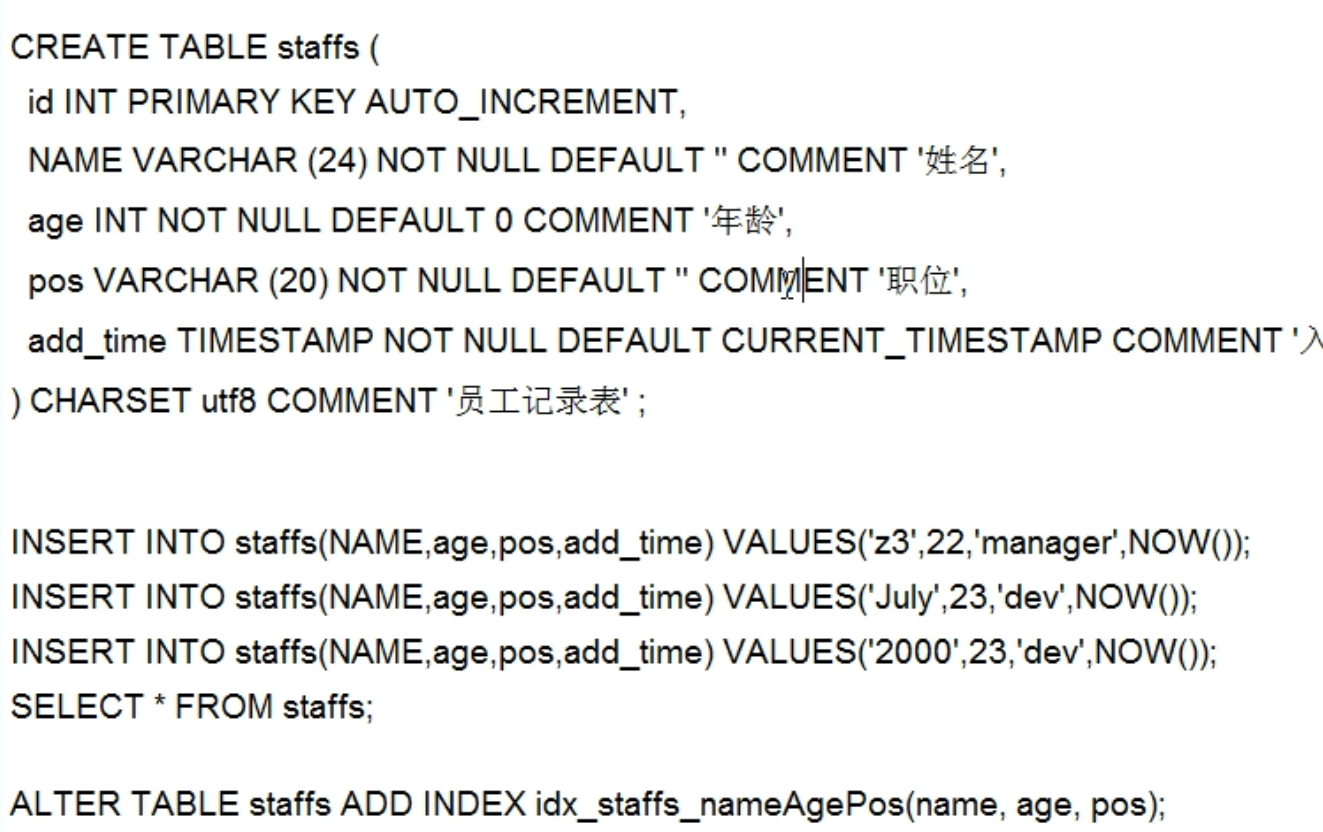 CREATE TABLE staffs (
id INT PRIMARY KEY AUTO_INCREMENT,
NAME VARCHAR (24) NOT NULL DEFAULT '' COMMENT '姓名',
age INT NOT NULL DEFAULT 0 COMMENT '年龄',
pos VARCHAR (20) NOT NULL DEFAULT '' COMMENT '职位',
add_time TIMESTAMP NOT NULL DEFAULT CURRENT_TIMESTAMP COMMENT '入
) CHARSET utf8 COMMENT '员工记录表' ;
INSERT INTO staffs(NAME,age,pos,add_time) VALUES('z3',22,'manager',NOW());
INSERT INTO staffs(NAME,age,pos,add_time) VALUES('July',23,'dev',NOW());
INSERT INTO staffs(NAME,age,pos,add_time) VALUES('2000',23,'dev',NOW());
SELECT * FROM staffs;
ALTER TABLE staffs ADD INDEX idx_staffs_nameAgePos(name, age, pos);